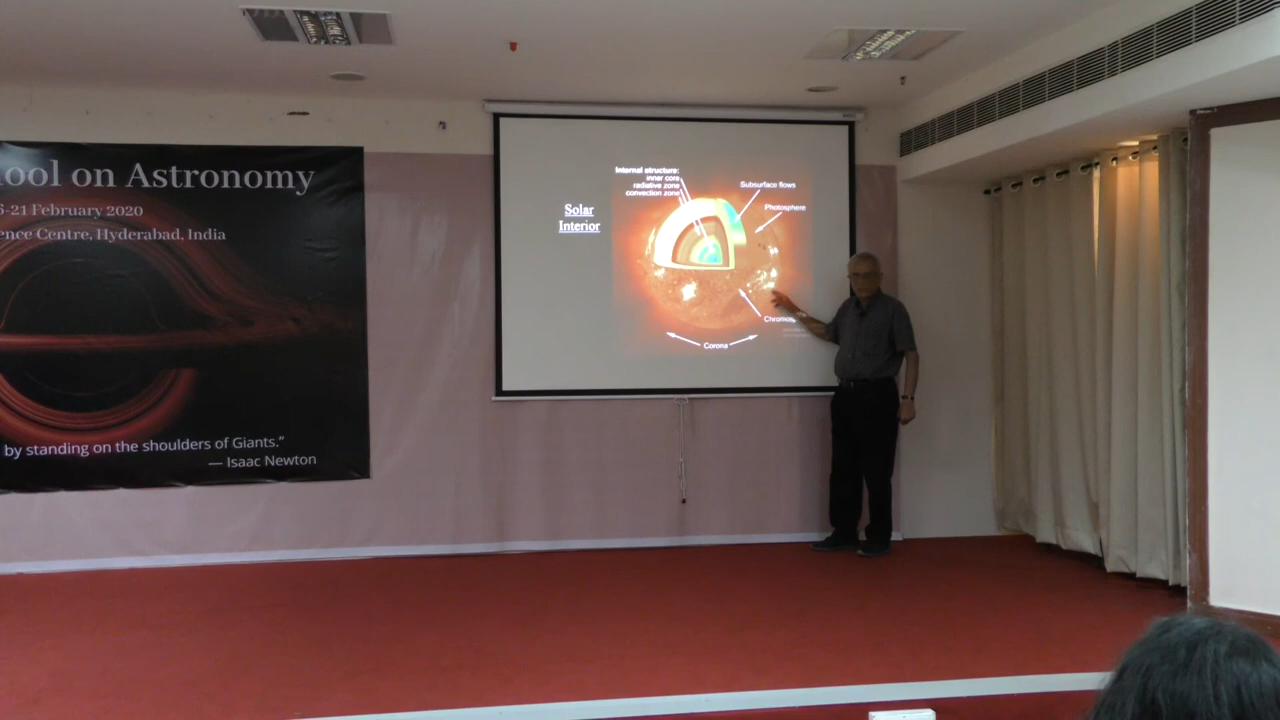 ool on Astronomy
6-21 February 2020
ence Centre, Hyderabad, India
by standing on the shoulders of Giants.”
— Isaac Newton
Solar
Interior
Internal structure:
inner core
radiative zone
convection zone
Subsurface flows
Photosphere
Chromo
Corona